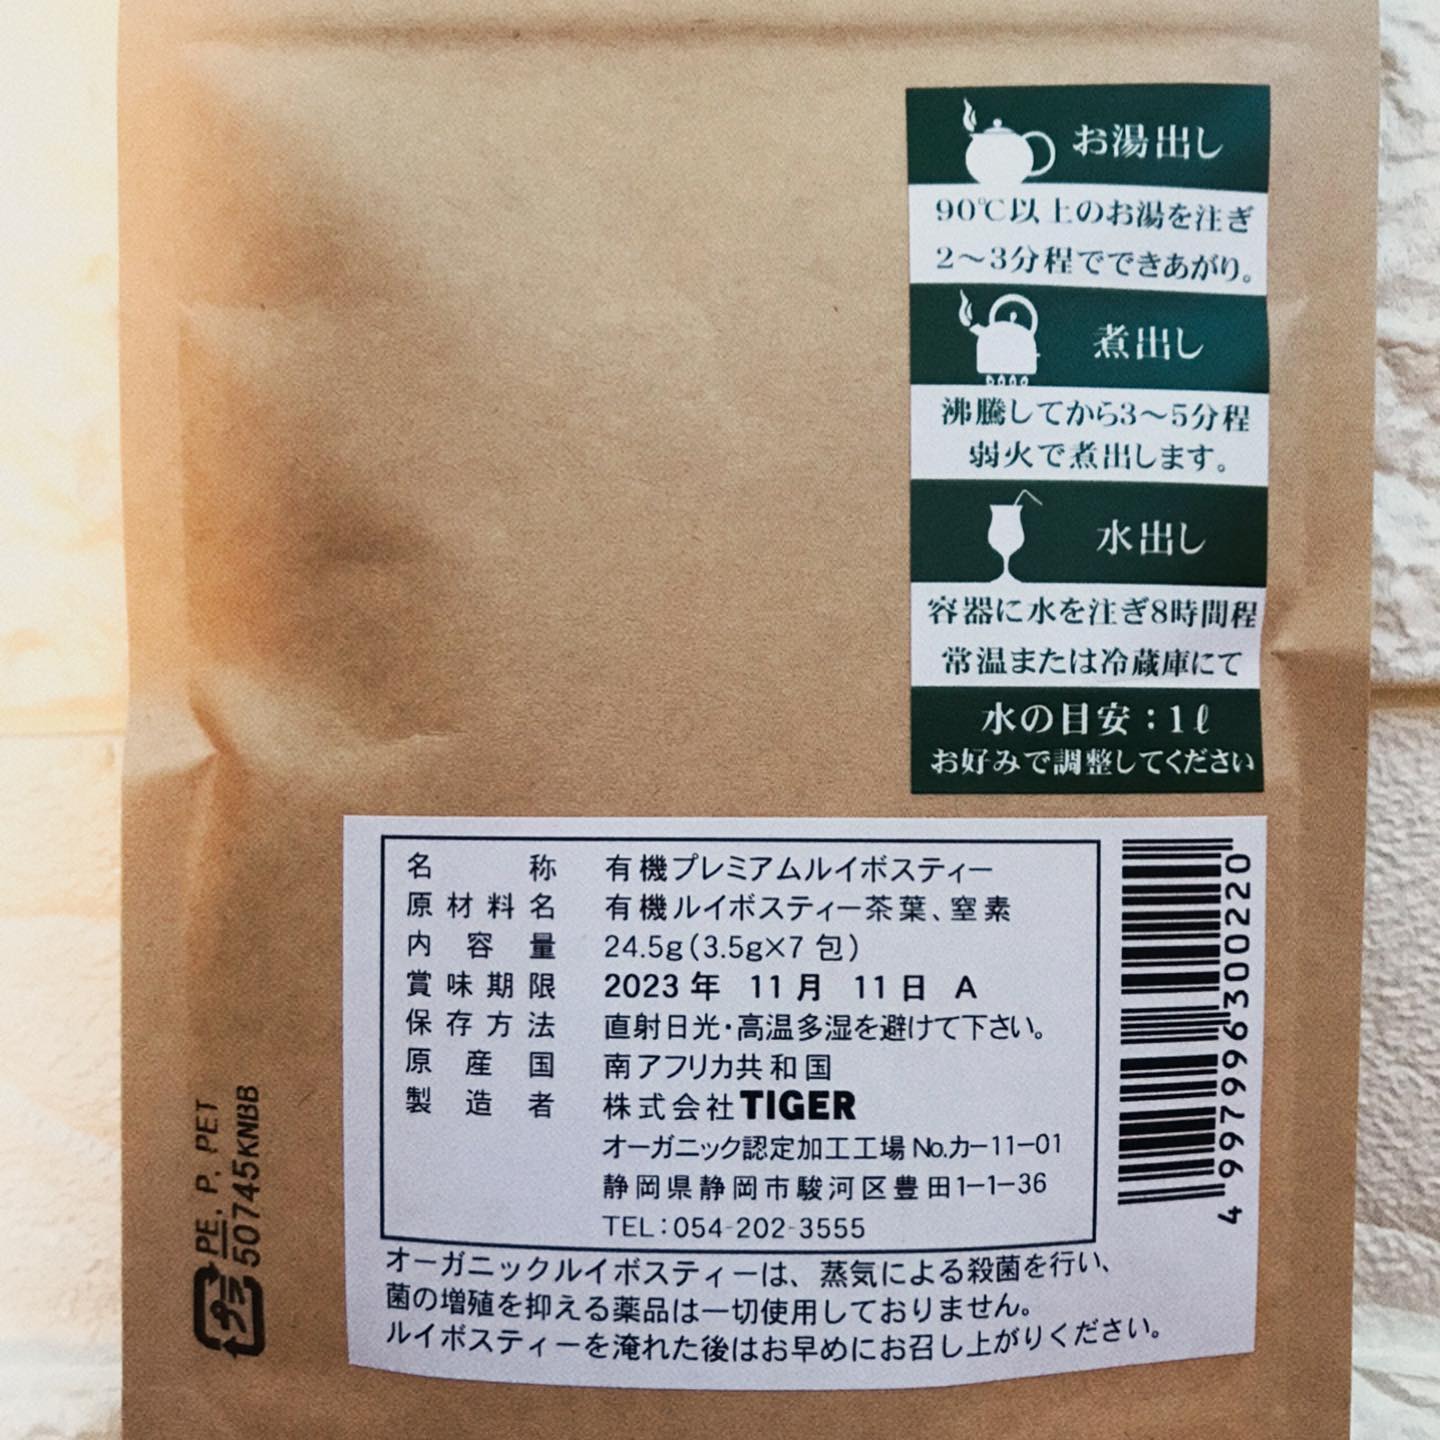 お湯出し
90℃以上のお湯を注ぎ
2〜3分程でできあがり。
煮出し
沸騰してから3〜5分程
弱火で煮出します。
水出し
容器に水を注ぎ8時間程
常温または冷蔵庫にて
水の目安：1ℓ
お好みで調整してください
名称 有機プレミアムルイボスティー
原材料名 有機ルイボスティー茶葉、窒素
内容量 24.5g(3.5g×7包)
賞味期限 2023年 11月 11日 A
保存方法 直射日光・高温多湿を避けて下さい。
原産国 南アフリカ共和国
製造者 株式会社TIGER
オーガニック認定加工工場No.カ-11-01
静岡県静岡市駿河区豊田1-1-36
TEL:054-202-3555
オーガニックルイボスティーは、蒸気による殺菌を行い、
菌の増殖を抑える薬品は一切使用しておりません。
ルイボスティーを淹れた後はお早めにお召し上がりください。
4997996300220
プラ
PE, P, PET
50745KNBB